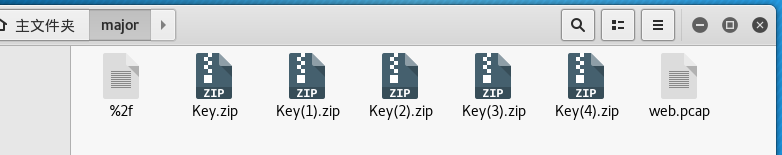 主文件夹 major
ZIP ZIP ZIP ZIP ZIP
%2f Key.zip Key(1).zip Key(2).zip Key(3).zip Key(4).zip web.pcap